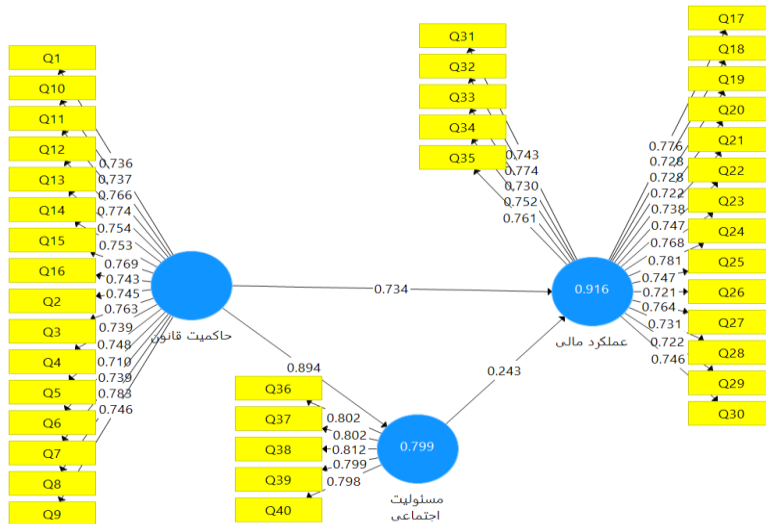 Q1
Q10
Q11
Q12
Q13
Q14
Q15
Q16
Q2
Q3
Q4
Q5
Q6
Q7
Q8
Q9
0.736
0.737
0.766
0.774
0.754
0.753
0.769
0.743
0.745
0.763
0.739
0.748
0.710
0.739
0.783
0.746
حاکمیت قانون
0.734
0.894
Q36
Q37
Q38
Q39
Q40
0.802
0.802
0.812
0.799
0.798
0.799
مسئولیت
اجتماعی
0.243
Q31
Q32
Q33
Q34
Q35
0.743
0.774
0.730
0.752
0.761
0.916
عملکرد مالی
0.776
0.728
0.728
0.722
0.738
0.747
0.768
0.781
0.747
0.721
0.764
0.731
0.722
0.746
Q17
Q18
Q19
Q20
Q21
Q22
Q23
Q24
Q25
Q26
Q27
Q28
Q29
Q30